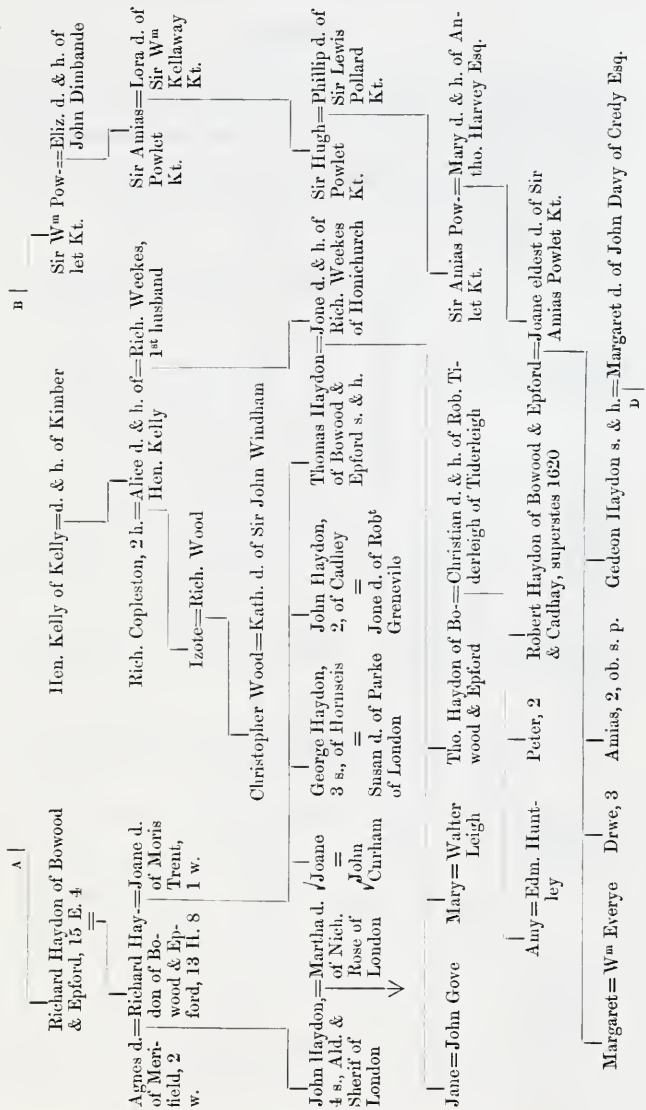 A
B
Richard Haydon of Bowood
& Epford, 15 E. 4
Hen. Kelly of Kelly=d. & h. of Kimber
Sir Wm Pow-==Eliz. d. & h. of
let Kt. John Dimbande
Agnes d.=Richard Hay-=Joane d.
of Meri- don of Bo- of Moris
field, 2 wood & Ep- Trent,
w. ford, 13 H. 8 1 w.
Rich. Copleston, 2 h.=Alice d. & h. of=Rich. Weekes,
Hen. Kelly 1st husband
Sir Amias=Lora d. of
Powlet Sir Wm
Kt. Kellaway
Kt.
Izote=Rich. Wood
Christopher Wood=Kath. d. of Sir John Windham
John Haydon,=Martha d.
4 s., Ald. & of Nich.
Sherif of Rose of
London London
√Joane
=
John
√Curham
George Haydon,
3 s., of Hornseis
=
Susan d. of Parke
of London
John Haydon,
2, of Cadhey
=
Jone d. of Robt
Grenevile
Thomas Haydon=Jone d. & h. of
of Bowood & Rich. Weekes
Epford s. & h. of Honichurch
Sir Hugh=Phillip d. of
Powlet Sir Lewis
Kt. Pollard
Kt.
Jane=John Gove
Mary=Walter
Leigh
Tho. Haydon of Bo-=Christian d. & h. of Rob. Ti-
wood & Epford derleigh of Tiderleigh
Sir Amias Pow-=Mary d. & h. of An-
let Kt. tho. Harvey Esq.
Amy=Edm. Hunt-
ley
Peter, 2
Robert Haydon of Bowood & Epford=Joane eldest d. of Sir
& Cadhay, superstes 1620 Amias Powlet Kt.
Margaret=Wm Everye
Drwe, 3
Amias, 2, ob. s. p.
Gedeon Haydon s. & h.=Margaret d. of John Davy of Credy Esq.
D